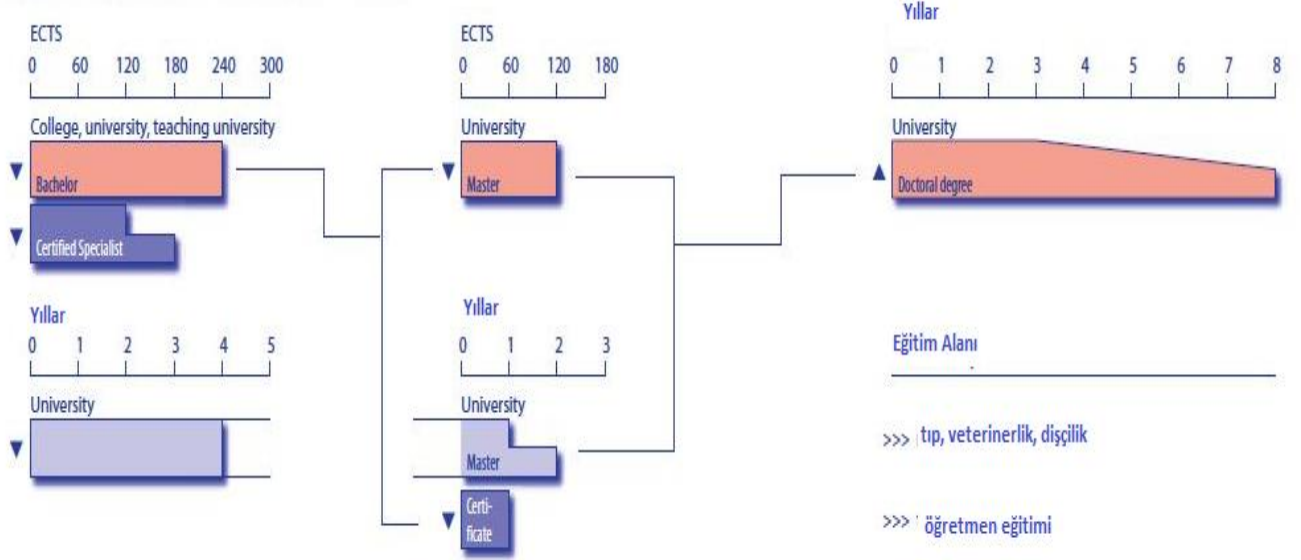 ECTS
0 60 120 180 240 300
College, university, teaching university
Bachelor
Certified Specialist
Yıllar
0 1 2 3 4 5
University
ECTS
0 60 120 180
University
Master
Yıllar
0 1 2 3
University
Master
Certi-
ficate
Yıllar
0 1 2 3 4 5 6 7 8
University
Doctoral degree
Eğitim Alanı
>>> tıp, veterinerlik, dişçilik
>>> öğretmen eğitimi